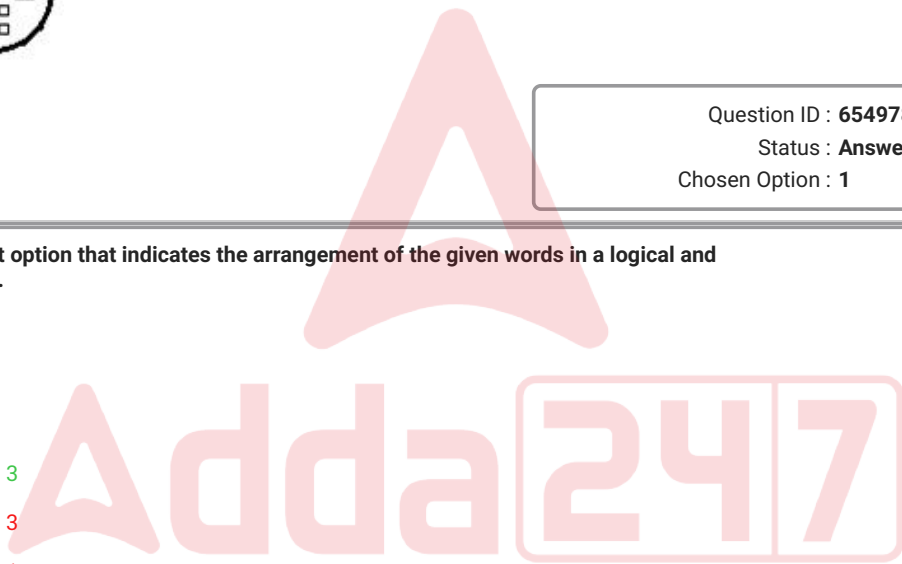 Question ID : 65497
Status : Answe
Chosen Option : 1
t option that indicates the arrangement of the given words in a logical and
.
3
3
Adda247